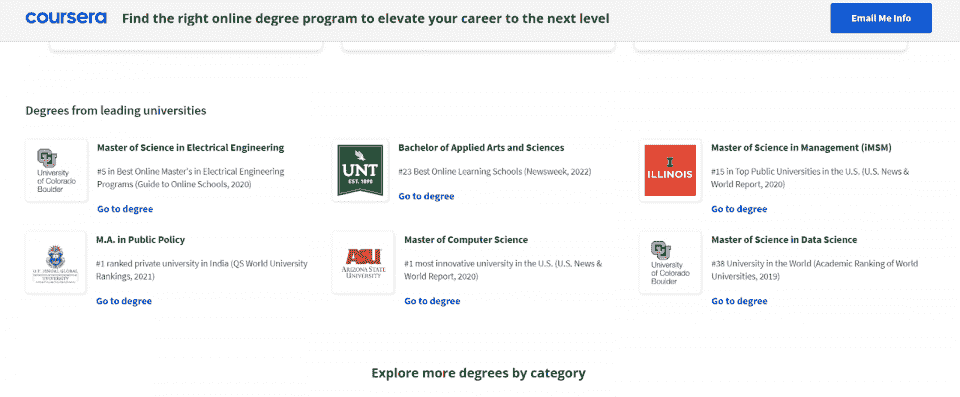 coursera
Find the right online degree program to elevate your career to the next level
Email Me Info
Degrees from leading universities
University
of Colorado
Boulder
Master of Science in Electrical Engineering
#5 in Best Online Master's in Electrical Engineering
Programs (Guide to Online Schools, 2020)
Go to degree
UNT
EST. 1890
Bachelor of Applied Arts and Sciences
#23 Best Online Learning Schools (Newsweek, 2022)
Go to degree
I
ILLINOIS
Master of Science in Management (iMSM)
#15 in Top Public Universities in the U.S. (U.S. News &
World Report, 2020)
Go to degree
M.A. in Public Policy
#1 ranked private university in India (QS World University
Rankings, 2021)
Go to degree
ASU
ARIZONA STATE
UNIVERSITY
Master of Computer Science
#1 most innovative university in the U.S. (U.S. News &
World Report, 2020)
Go to degree
University
of Colorado
Boulder
Master of Science in Data Science
#38 University in the World (Academic Ranking of World
Universities, 2019)
Go to degree
Explore more degrees by category